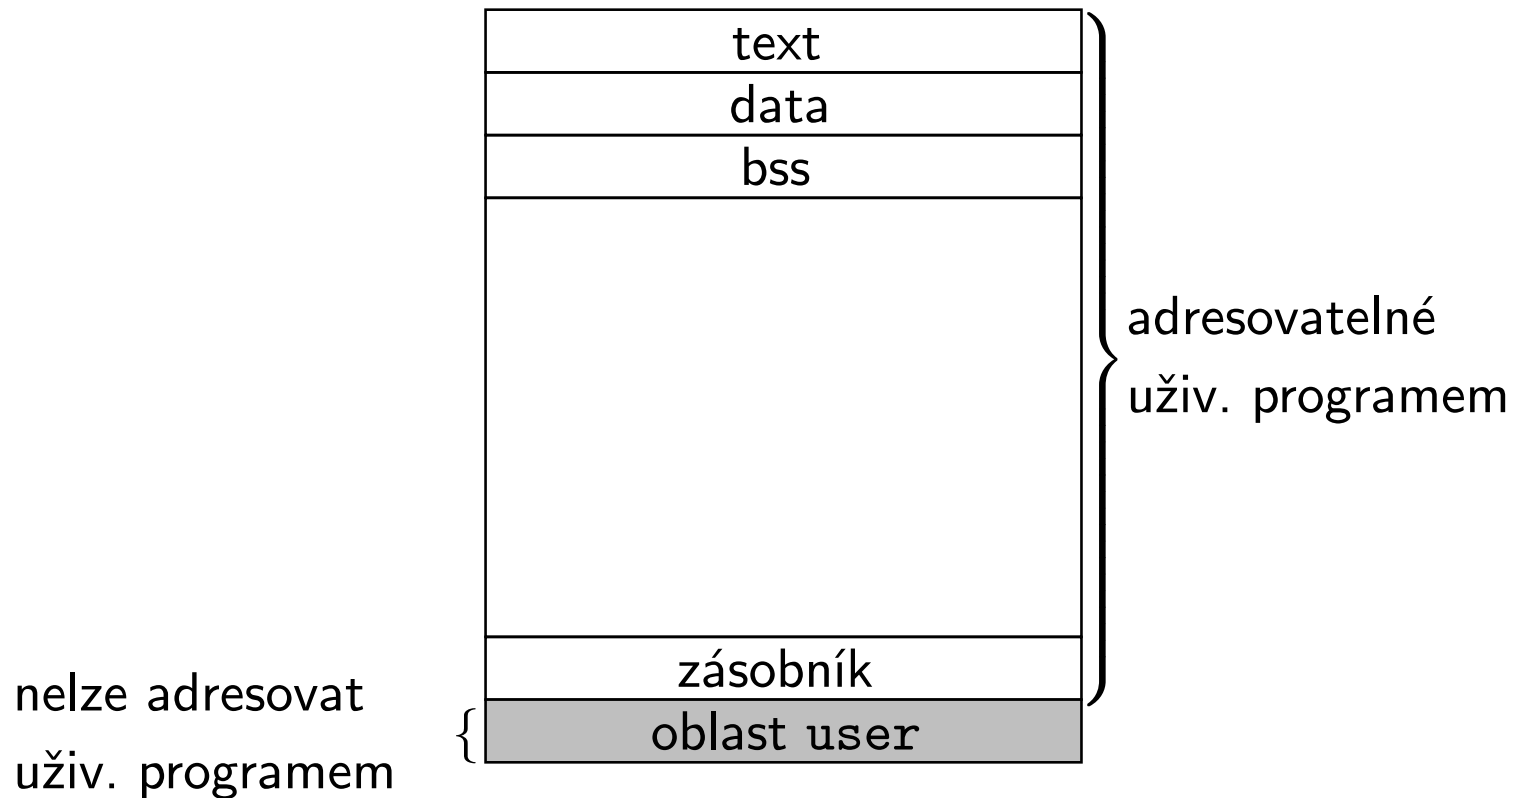 text
data
bss
adresovatelné
uživ. programem
zásobník
nelze adresovat
oblast user
uživ. programem